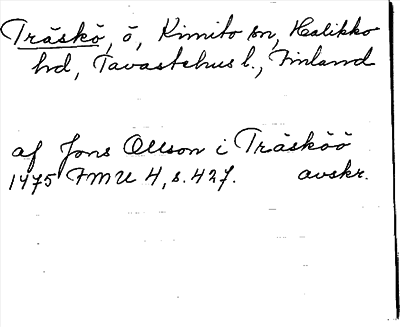 Träskö, ö, Kimito sn, Halikko
hd, Tavastehus l., Finland
af Jons Olsson i Träsköö
1475 FMU 4, s. 427. avskr.